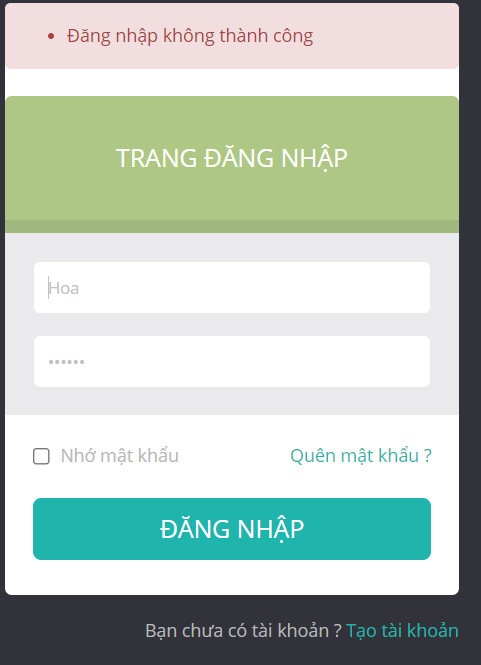 Đăng nhập không thành công
TRANG ĐĂNG NHẬP
Hoa
••••••
Nhớ mật khẩu
Quên mật khẩu ?
ĐĂNG NHẬP
Bạn chưa có tài khoản ? Tạo tài khoản